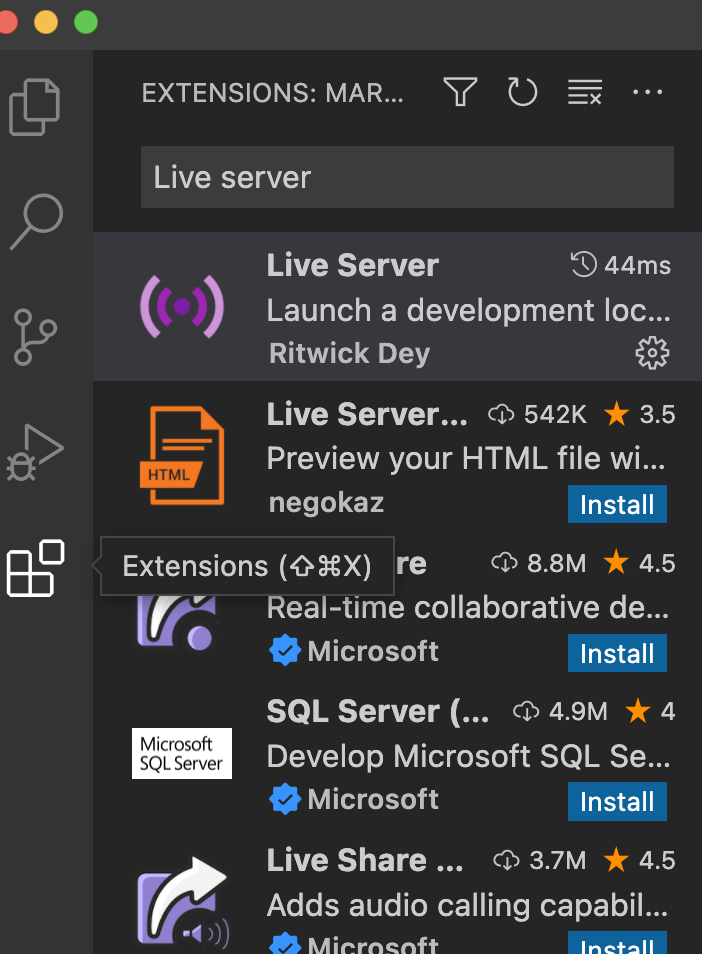 EXTENSIONS: MAR...
Live server
Live Server 44ms
Launch a development loc...
Ritwick Dey
Live Server... 542K ★ 3.5
HTML
Preview your HTML file wi...
negokaz Install
Extensions (⇧⌘X)
re 8.8M ★ 4.5
Real-time collaborative de...
Microsoft Install
SQL Server (... 4.9M ★ 4
Microsoft
SQL Server
Develop Microsoft SQL Se...
Microsoft Install
Live Share ... 3.7M ★ 4.5
Adds audio calling capabil...
Microsoft Install